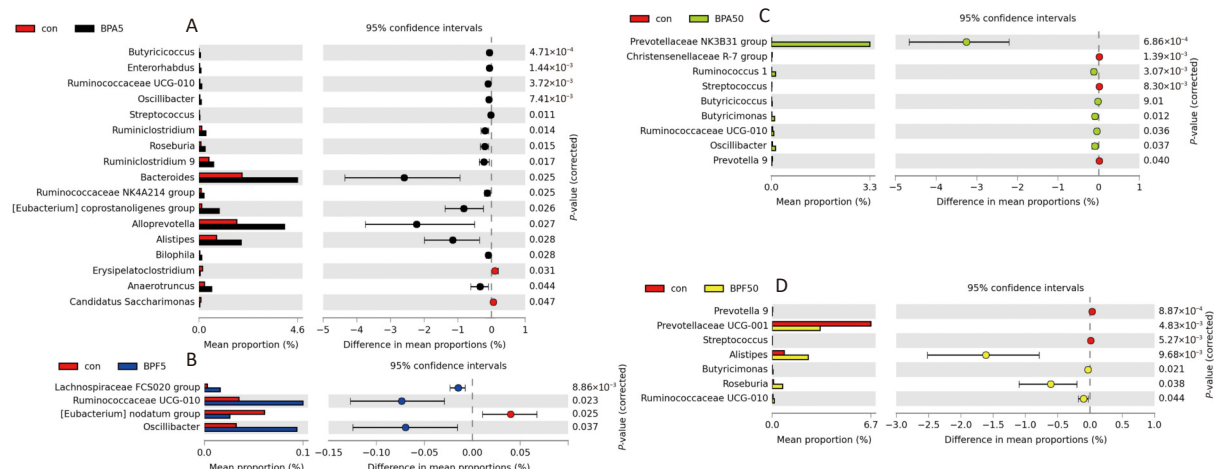 A
con BPA5
95% confidence intervals
Butyricicoccus 4.71×10⁻⁴
Enterorhabdus 1.44×10⁻³
Ruminococcaceae UCG-010 3.72×10⁻³
Oscillibacter 7.41×10⁻³
Streptococcus 0.011
Ruminiclostridium 0.014
Roseburia 0.015
Ruminiclostridium 9 0.017
Bacteroides 0.025
Ruminococcaceae NK4A214 group 0.025
[Eubacterium] coprostanoligenes group 0.026
Alloprevotella 0.027
Alistipes 0.028
Bilophila 0.028
Erysipelatoclostridium 0.031
Anaerotruncus 0.044
Candidatus Saccharimonas 0.047
P-value (corrected)
0.0 4.6 −5 −4 −3 −2 −1 0 1
Mean proportion (%) Difference in mean proportions (%)
B
con BPF5
95% confidence intervals
Lachnospiraceae FCS020 group 8.86×10⁻³
Ruminococcaceae UCG-010 0.023
[Eubacterium] nodatum group 0.025
Oscillibacter 0.037
P-value (corrected)
0.0 0.1 −0.15 −0.10 −0.05 0.00 0.05
Mean proportion (%) Difference in mean proportions (%)
C
con BPA50
95% confidence intervals
Prevotellaceae NK3B31 group 6.86×10⁻⁴
Christensenellaceae R-7 group 1.39×10⁻³
Ruminococcus 1 3.07×10⁻³
Streptococcus 8.30×10⁻³
Butyricicoccus 9.01
Butyricimonas 0.012
Ruminococcaceae UCG-010 0.036
Oscillibacter 0.037
Prevotella 9 0.040
P-value (corrected)
0.0 3.3 −5 −4 −3 −2 −1 0 1
Mean proportion (%) Difference in mean proportions (%)
D
con BPF50
95% confidence intervals
Prevotella 9 8.87×10⁻⁴
Prevotellaceae UCG-001 4.83×10⁻³
Streptococcus 5.27×10⁻³
Alistipes 9.68×10⁻³
Butyricimonas 0.021
Roseburia 0.038
Ruminococcaceae UCG-010 0.044
P-value (corrected)
0.0 6.7 −3.0 −2.5 −2.0 −1.5 −1.0 −0.5 0.0 0.5 1.0
Mean proportion (%) Difference in mean proportions (%)